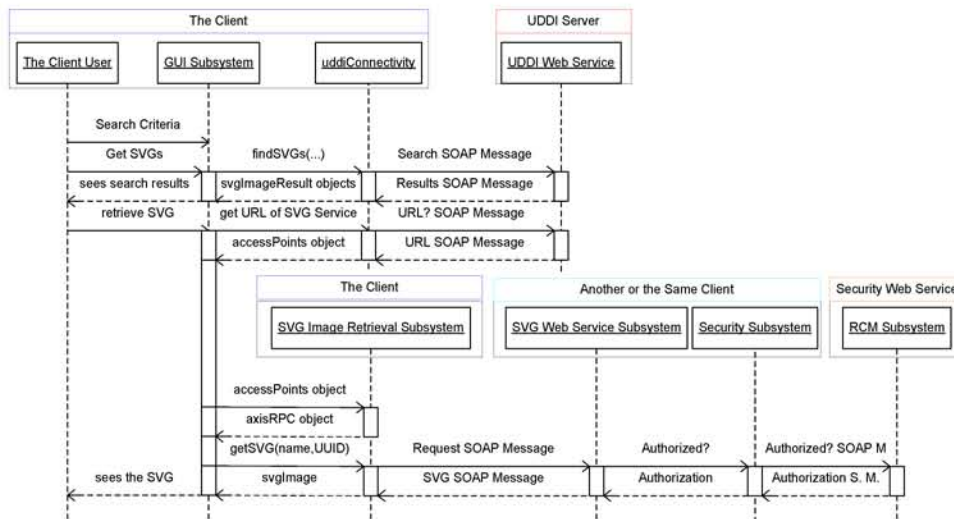 The Client
UDDI Server
The Client User
GUI Subsystem
uddiConnectivity
UDDI Web Service
Search Criteria
Get SVGs
findSVGs(...)
Search SOAP Message
sees search results
svgImageResult objects
Results SOAP Message
retrieve SVG
get URL of SVG Service
URL? SOAP Message
accessPoints object
URL SOAP Message
The Client
Another or the Same Client
Security Web Service
SVG Image Retrieval Subsystem
SVG Web Service Subsystem
Security Subsystem
RCM Subsystem
accessPoints object
axisRPC object
getSVG(name,UUID)
Request SOAP Message
Authorized?
Authorized? SOAP M
sees the SVG
svgImage
SVG SOAP Message
Authorization
Authorization S. M.